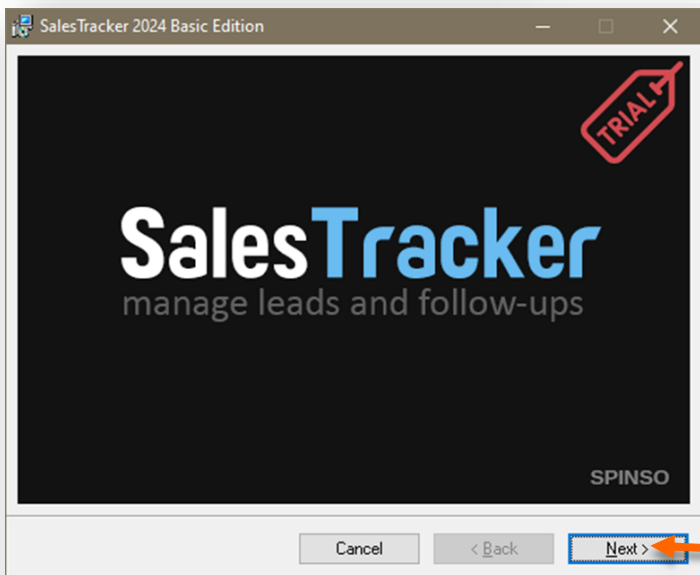 SalesTracker 2024 Basic Edition
TRIAL
SalesTracker
manage leads and follow-ups
SPINSO
Cancel
< Back
Next >